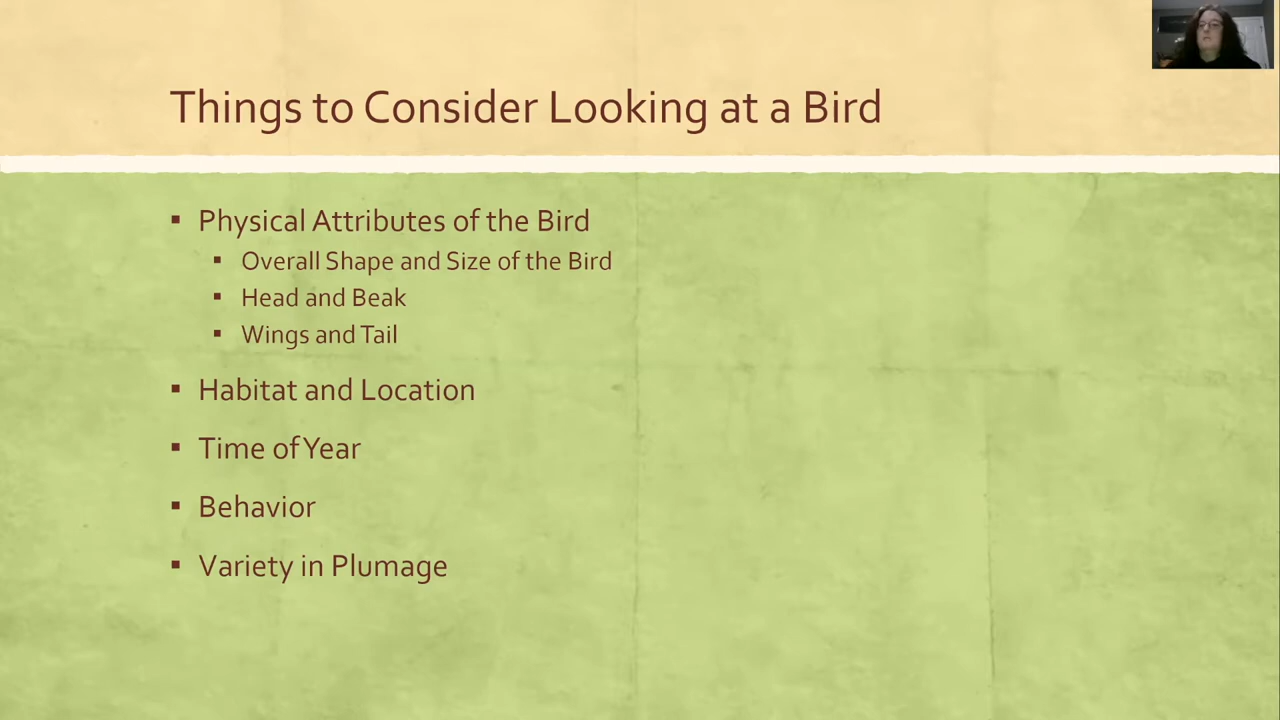 Things to Consider Looking at a Bird
▪ Physical Attributes of the Bird
▪ Overall Shape and Size of the Bird
▪ Head and Beak
▪ Wings and Tail
▪ Habitat and Location
▪ Time of Year
▪ Behavior
▪ Variety in Plumage